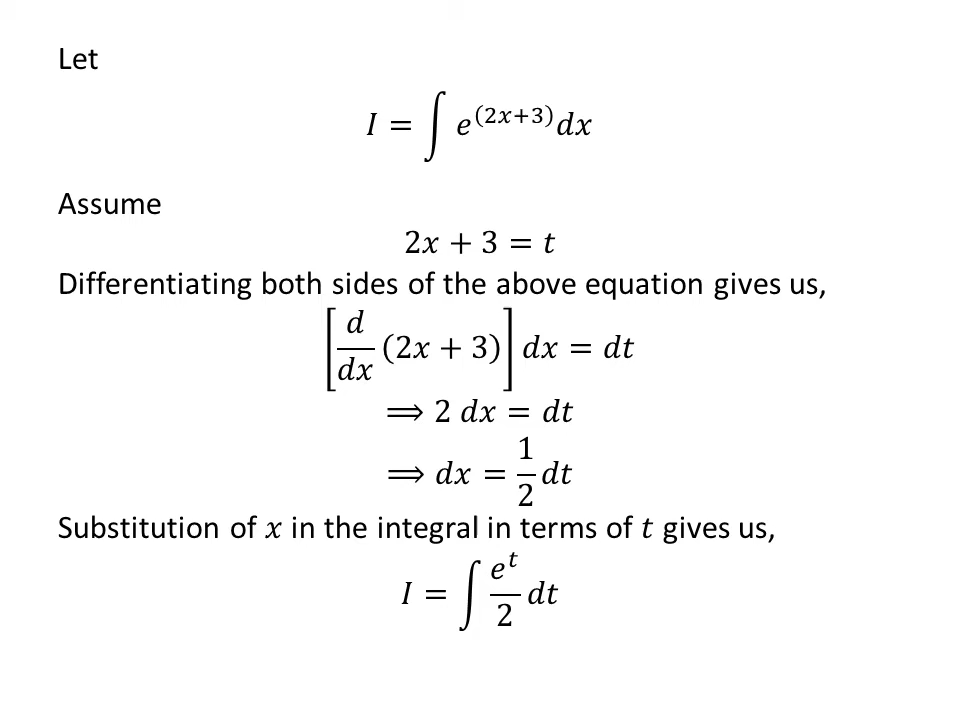 Let
I = ∫ e^(2x+3) dx
Assume
2x + 3 = t
Differentiating both sides of the above equation gives us,
[d/dx (2x + 3)] dx = dt
⟹ 2 dx = dt
⟹ dx = 1/2 dt
Substitution of x in the integral in terms of t gives us,
I = ∫ e^t/2 dt